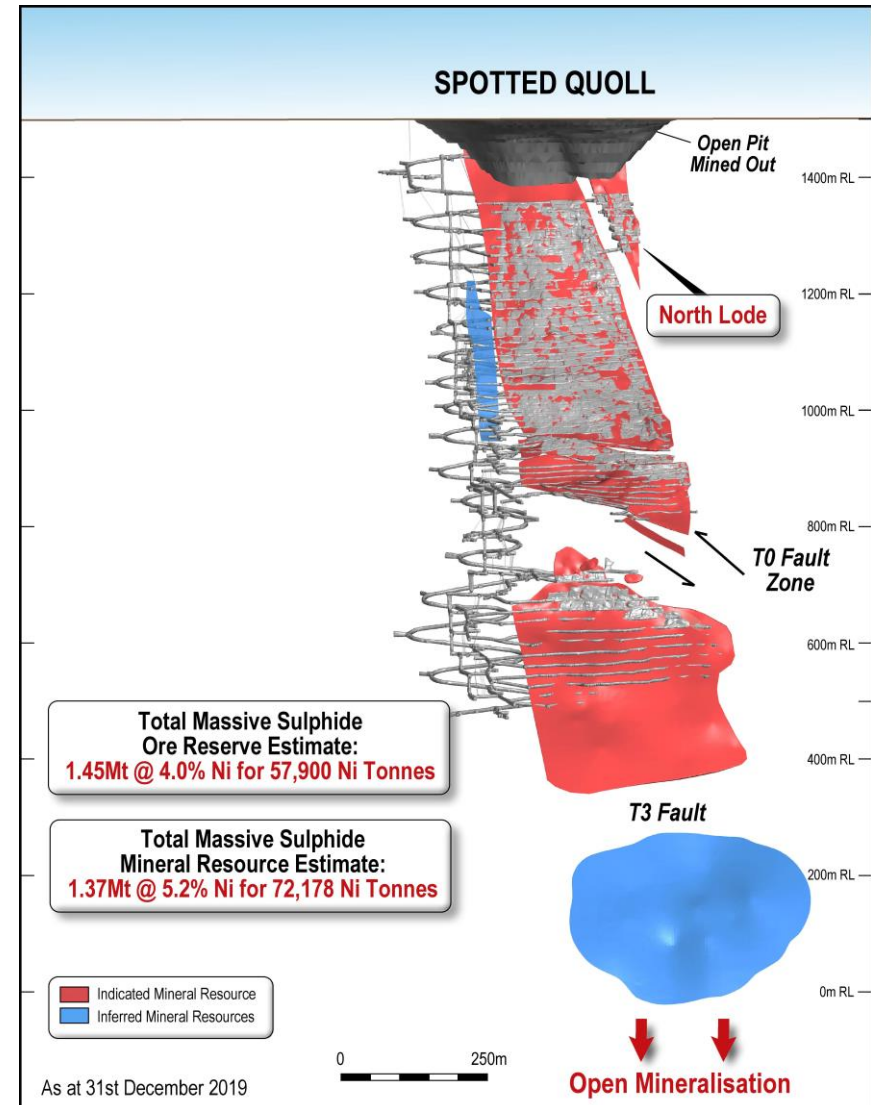 SPOTTED QUOLL
Open Pit
Mined Out
1400m RL
1200m RL
North Lode
1000m RL
800m RL
T0 Fault
Zone
600m RL
Total Massive Sulphide
Ore Reserve Estimate:
1.45Mt @ 4.0% Ni for 57,900 Ni Tonnes
400m RL
T3 Fault
Total Massive Sulphide
Mineral Resource Estimate:
1.37Mt @ 5.2% Ni for 72,178 Ni Tonnes
200m RL
Indicated Mineral Resource
Inferred Mineral Resources
0m RL
0 250m
Open Mineralisation
As at 31st December 2019